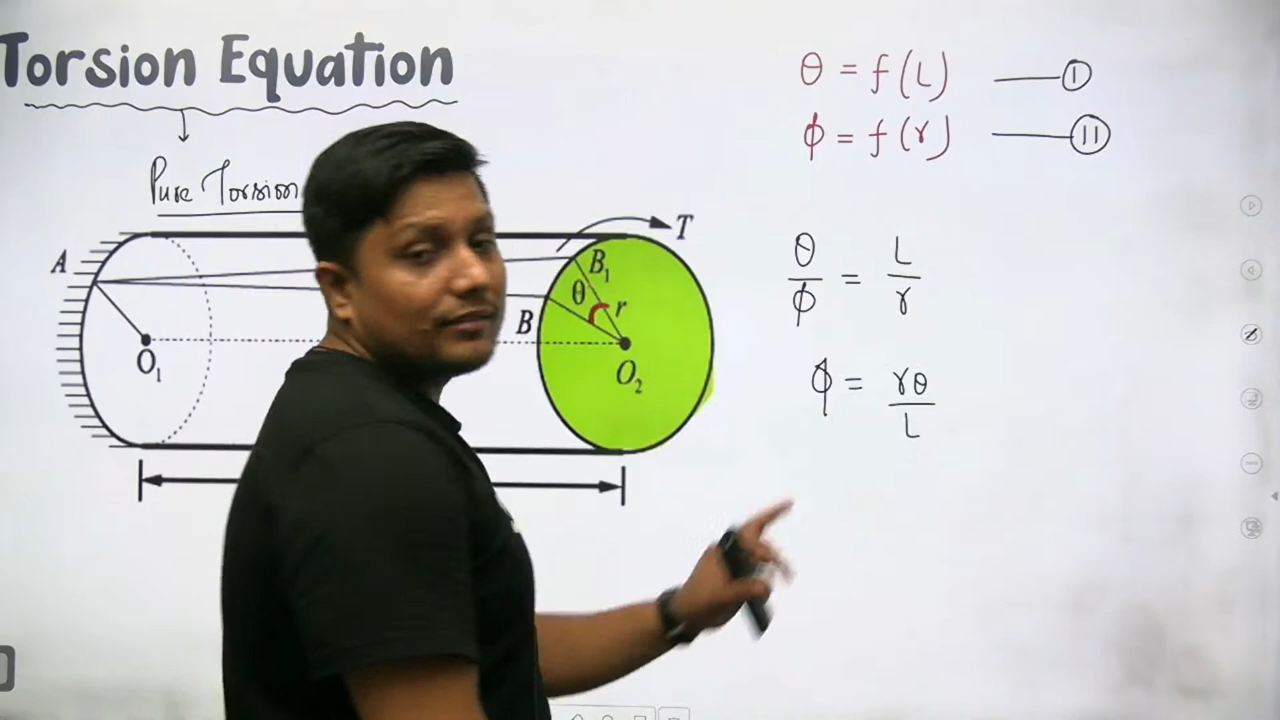 Torsion Equation
Pure Torsion
θ = f(L) ——— I
ϕ = f(r) ——— II
θ/ϕ = L/r
ϕ = rθ/L
A
T
B₁
θ
r
B
O₁
O₂